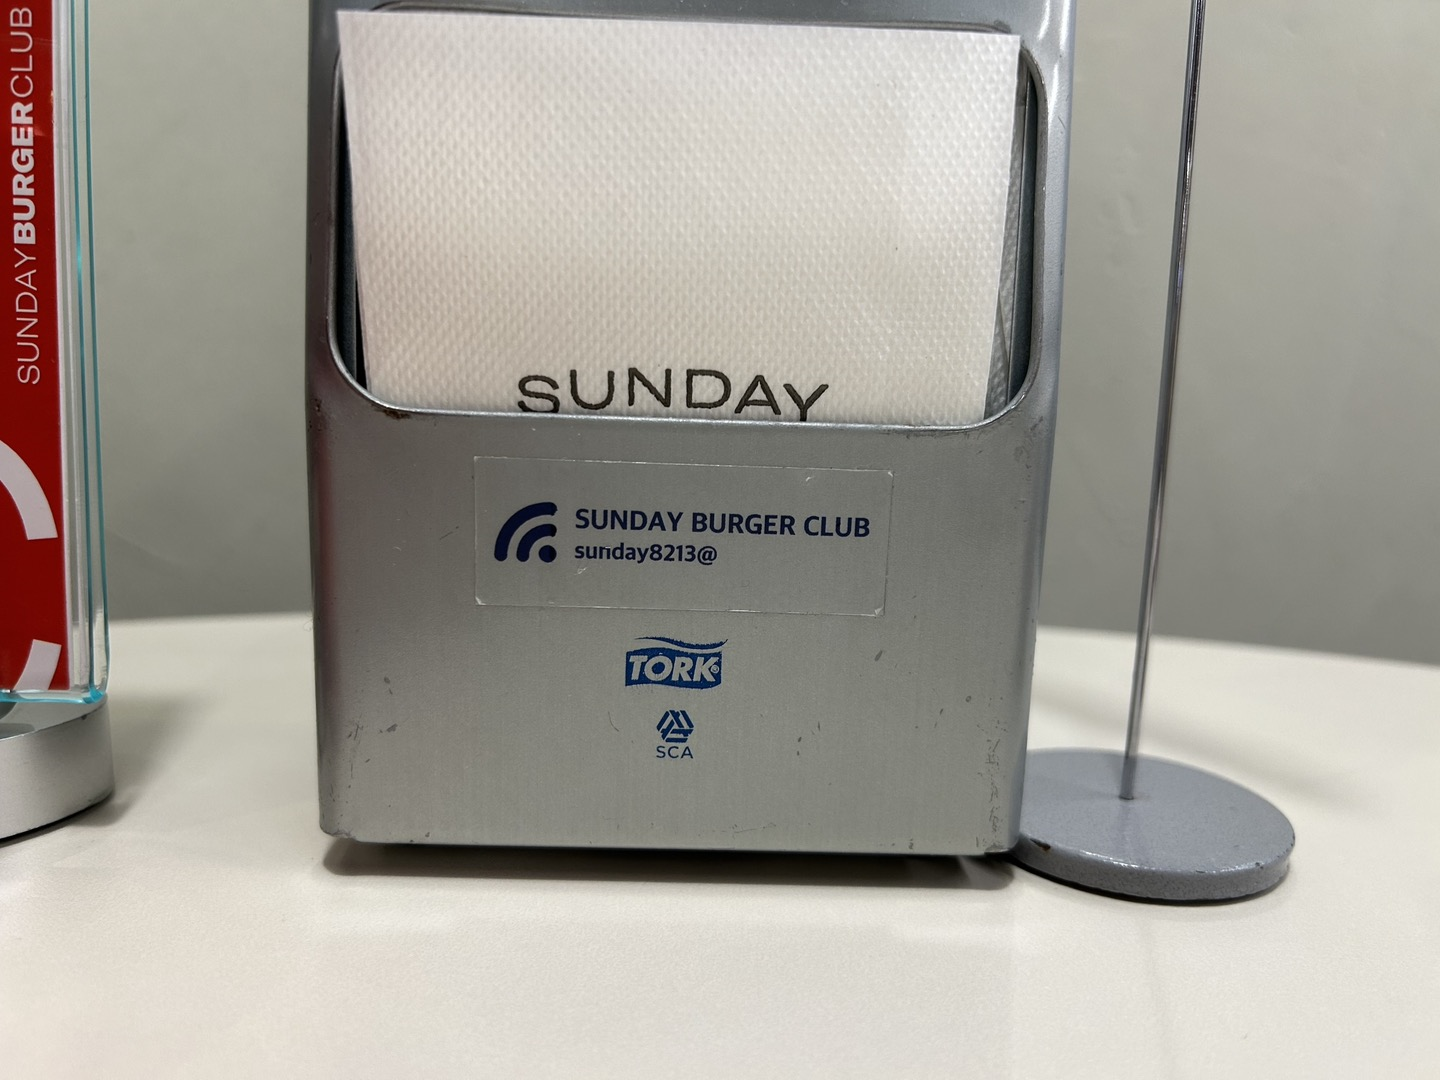 SUNDAYBURGERCLUB
SUNDAY
SUNDAY BURGER CLUB
sunday8213@
TORK
SCA